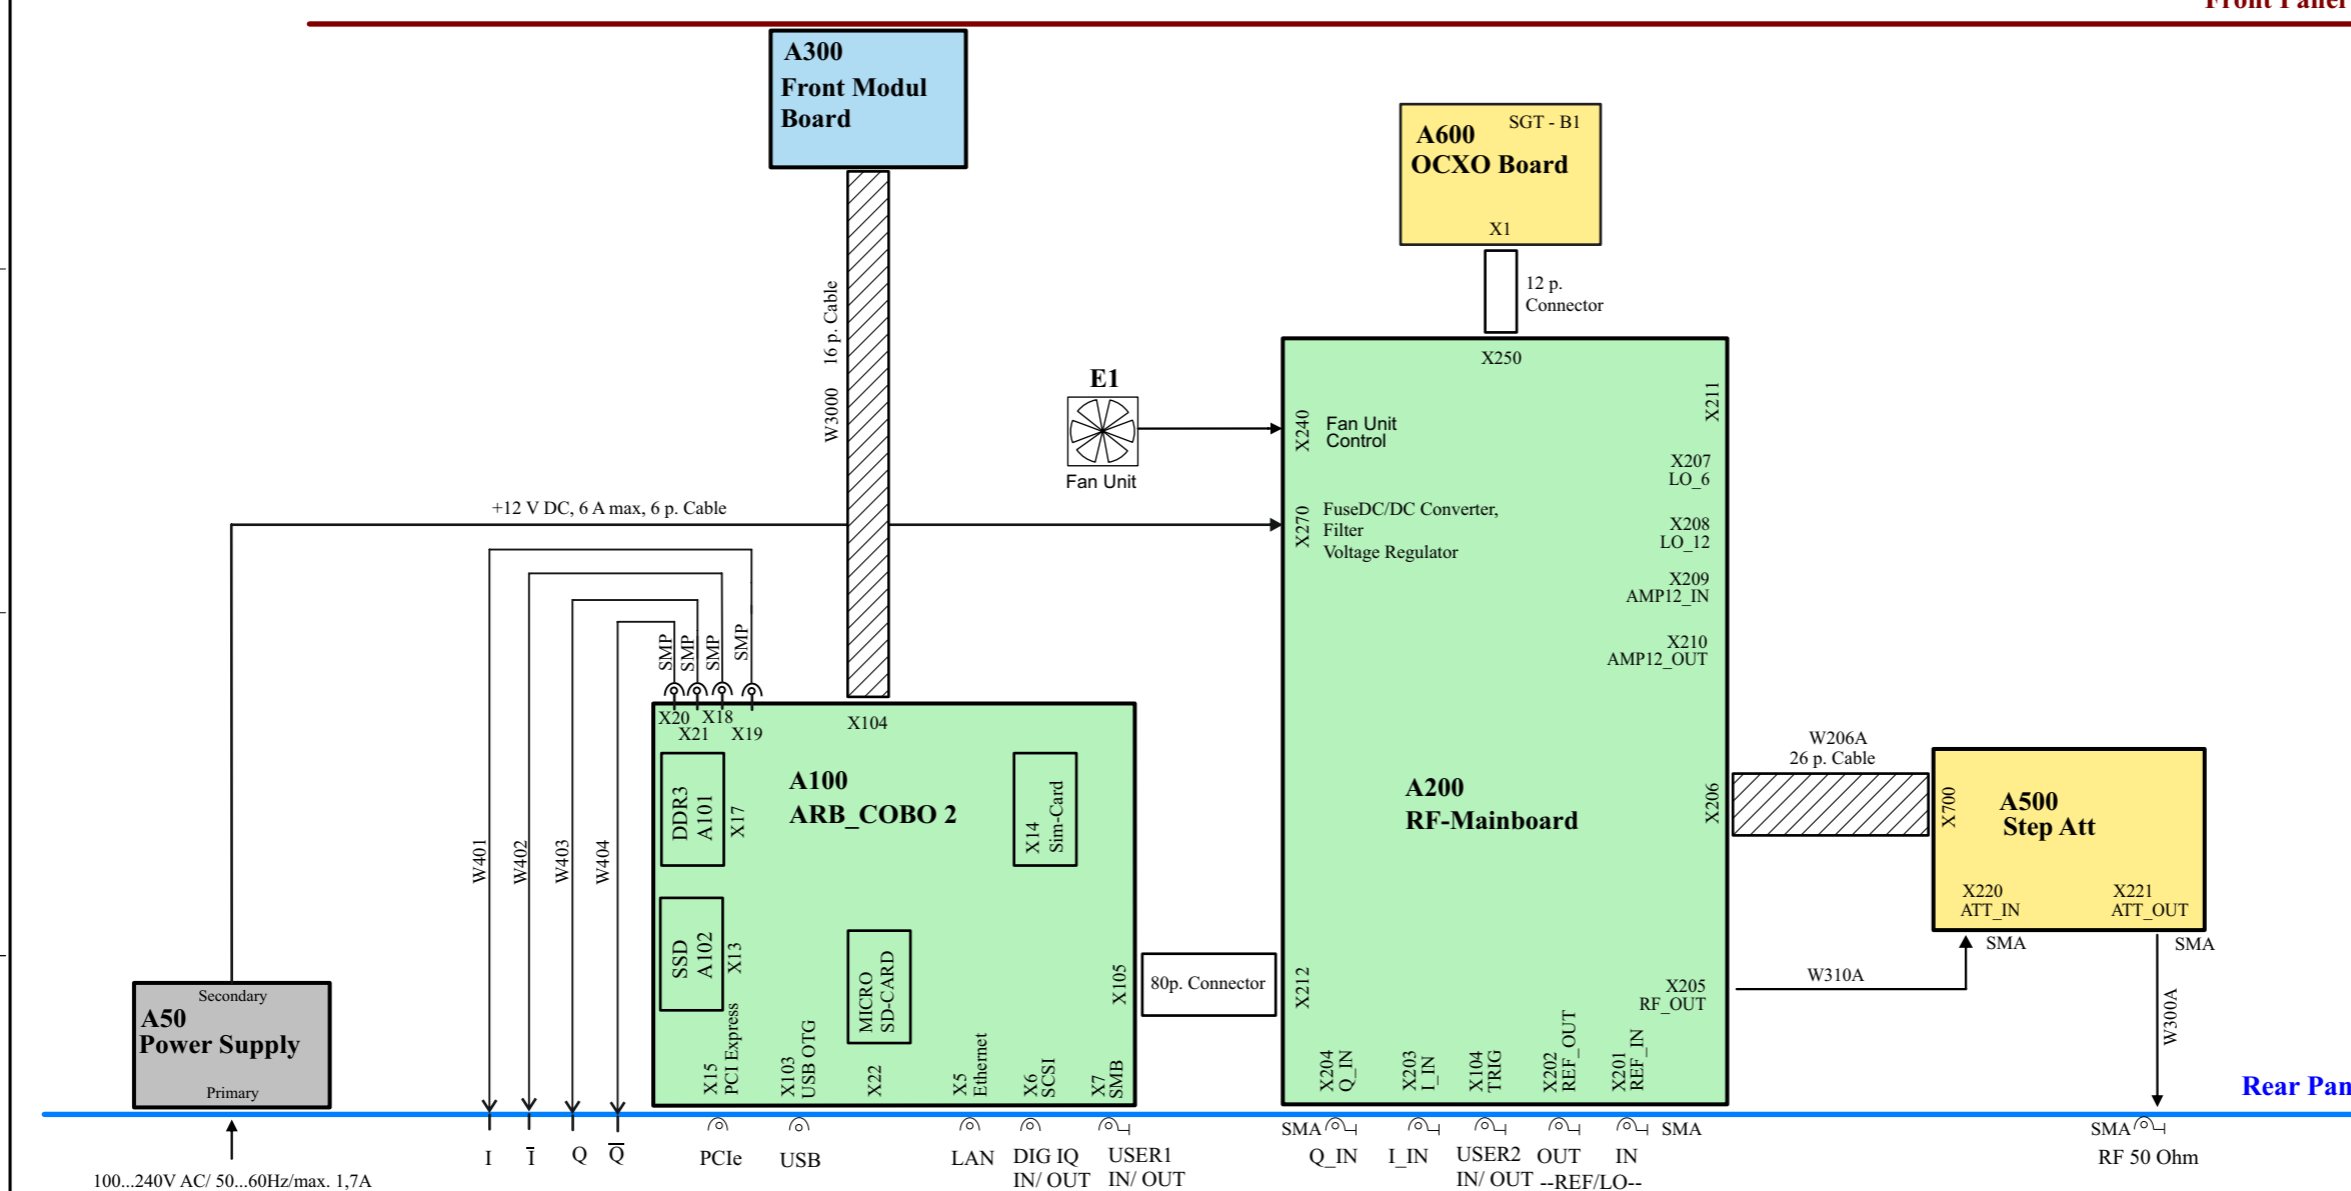 Front Panel
A300
Front Modul
Board
SGT - B1
A600
OCXO Board
X1
12 p.
Connector
W3000 16 p. Cable
X250
X211
E1
Fan Unit
X240
Fan Unit
Control
X207
LO_6
+12 V DC, 6 A max, 6 p. Cable
X270
FuseDC/DC Converter,
Filter
Voltage Regulator
X208
LO_12
X209
AMP12_IN
X210
AMP12_OUT
SMP
SMP
SMP
SMP
X20
X18
X21
X19
X104
W401
W402
W403
W404
DDR3
A101
X17
A100
ARB_COBO 2
X14
Sim-Card
A200
RF-Mainboard
X206
W206A
26 p. Cable
X700
A500
Step Att
X220
ATT_IN
X221
ATT_OUT
SMA
SMA
SSD
A102
X13
MICRO
SD-CARD
X105
80p. Connector
X212
X205
RF_OUT
W310A
W300A
Secondary
A50
Power Supply
Primary
X15
PCI Express
X103
USB OTG
X22
X5
Ethernet
X6
SCSI
X7
SMB
X204
Q_IN
X203
I_IN
X104
TRIG
X202
REF_OUT
X201
REF_IN
Rear Pan
I
I̅
Q
Q̅
PCIe
USB
LAN
DIG IQ
IN/ OUT
USER1
IN/ OUT
SMA
Q_IN
I_IN
USER2
IN/ OUT
OUT
IN
--REF/LO--
SMA
SMA
RF 50 Ohm
100...240V AC/ 50...60Hz/max. 1,7A